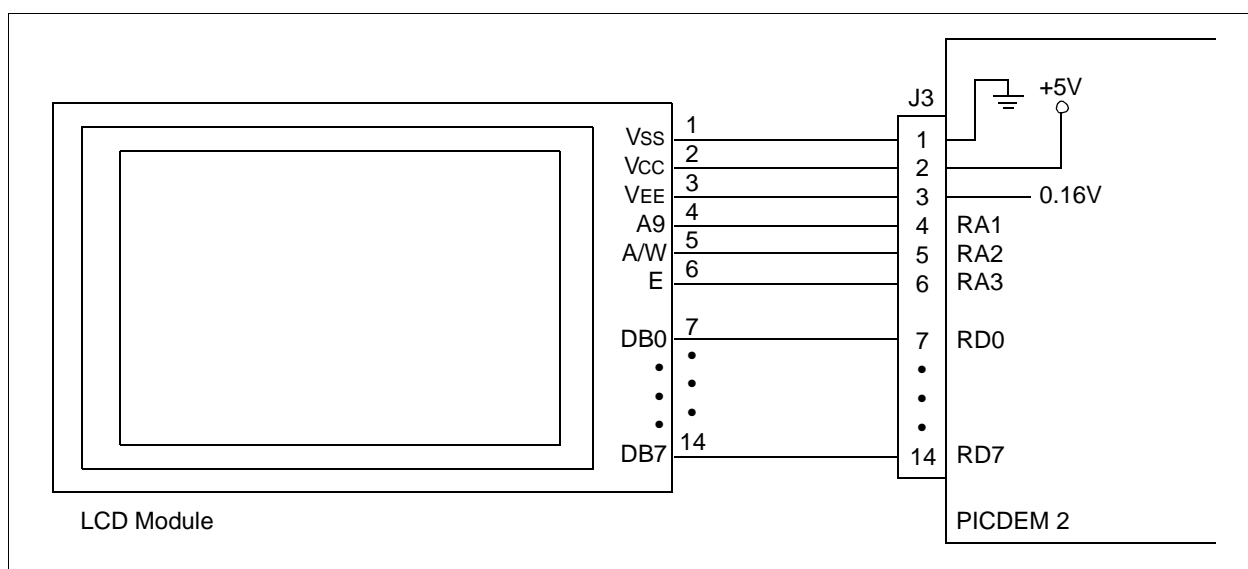 J3
+5V
VSS 1 1
VCC 2 2
VEE 3 3 0.16V
A9 4 4 RA1
A/W 5 5 RA2
E 6 6 RA3
DB0 7 7 RD0
DB7 14 14 RD7
LCD Module
PICDEM 2